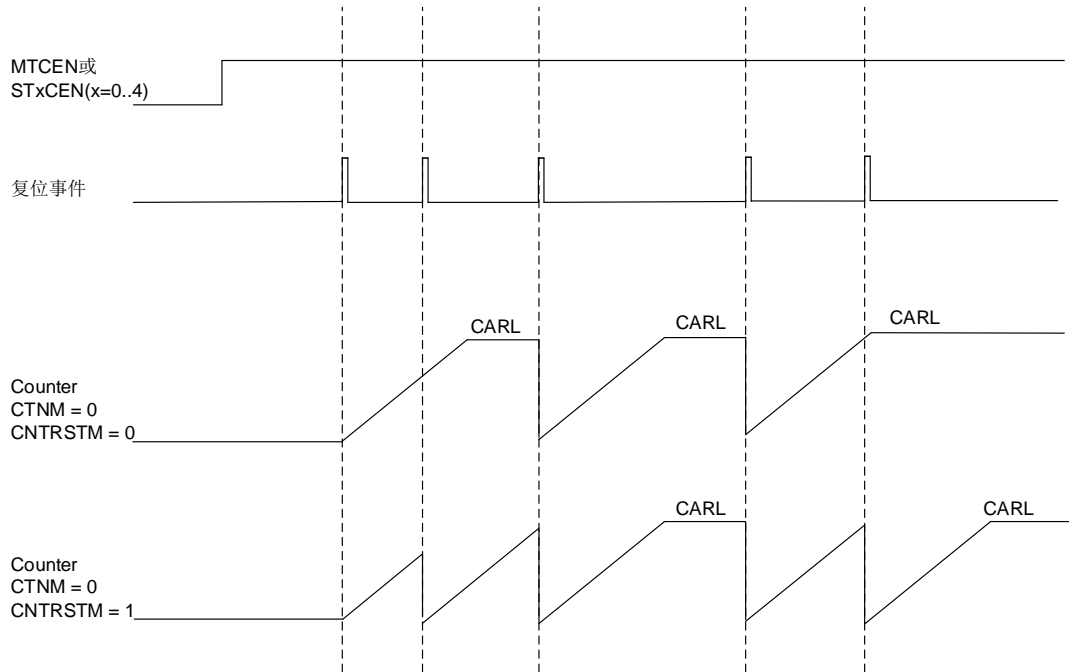 MTCEN或
STxCEN(x=0..4)
复位事件
CARL
CARL
CARL
Counter
CTNM = 0
CNTRSTM = 0
CARL
CARL
Counter
CTNM = 0
CNTRSTM = 1